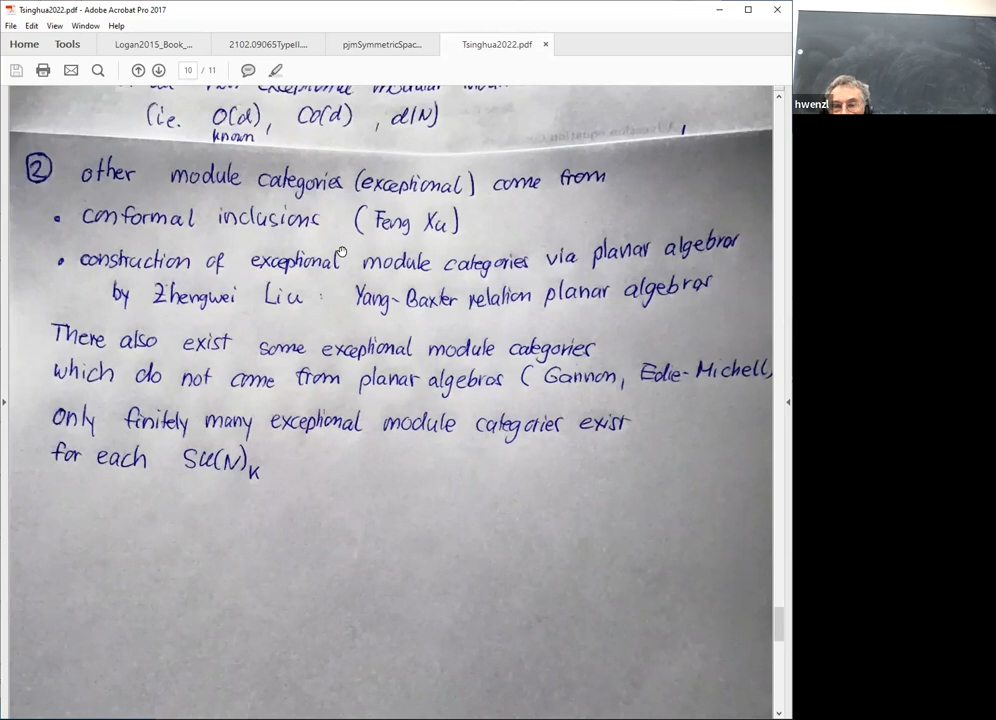 Tsinghua2022.pdf - Adobe Acrobat Pro 2017
File Edit View Window Help
Home Tools Logan2015_Book_... 2102.09065TypeII.... pjmSymmetricSpac... Tsinghua2022.pdf ×
10 / 11
hwenzl
(i.e. O(d), Co(d), d(N)
known
② other module categories (exceptional) come from
• conformal inclusions (Feng Xu)
• construction of exceptional module categories via planar algebras
by Zhengwei Liu : Yang-Baxter relation planar algebras
There also exist some exceptional module categories
which do not come from planar algebras (Gannon, Edie-Michell,
only finitely many exceptional module categories exist
for each SU(N)k